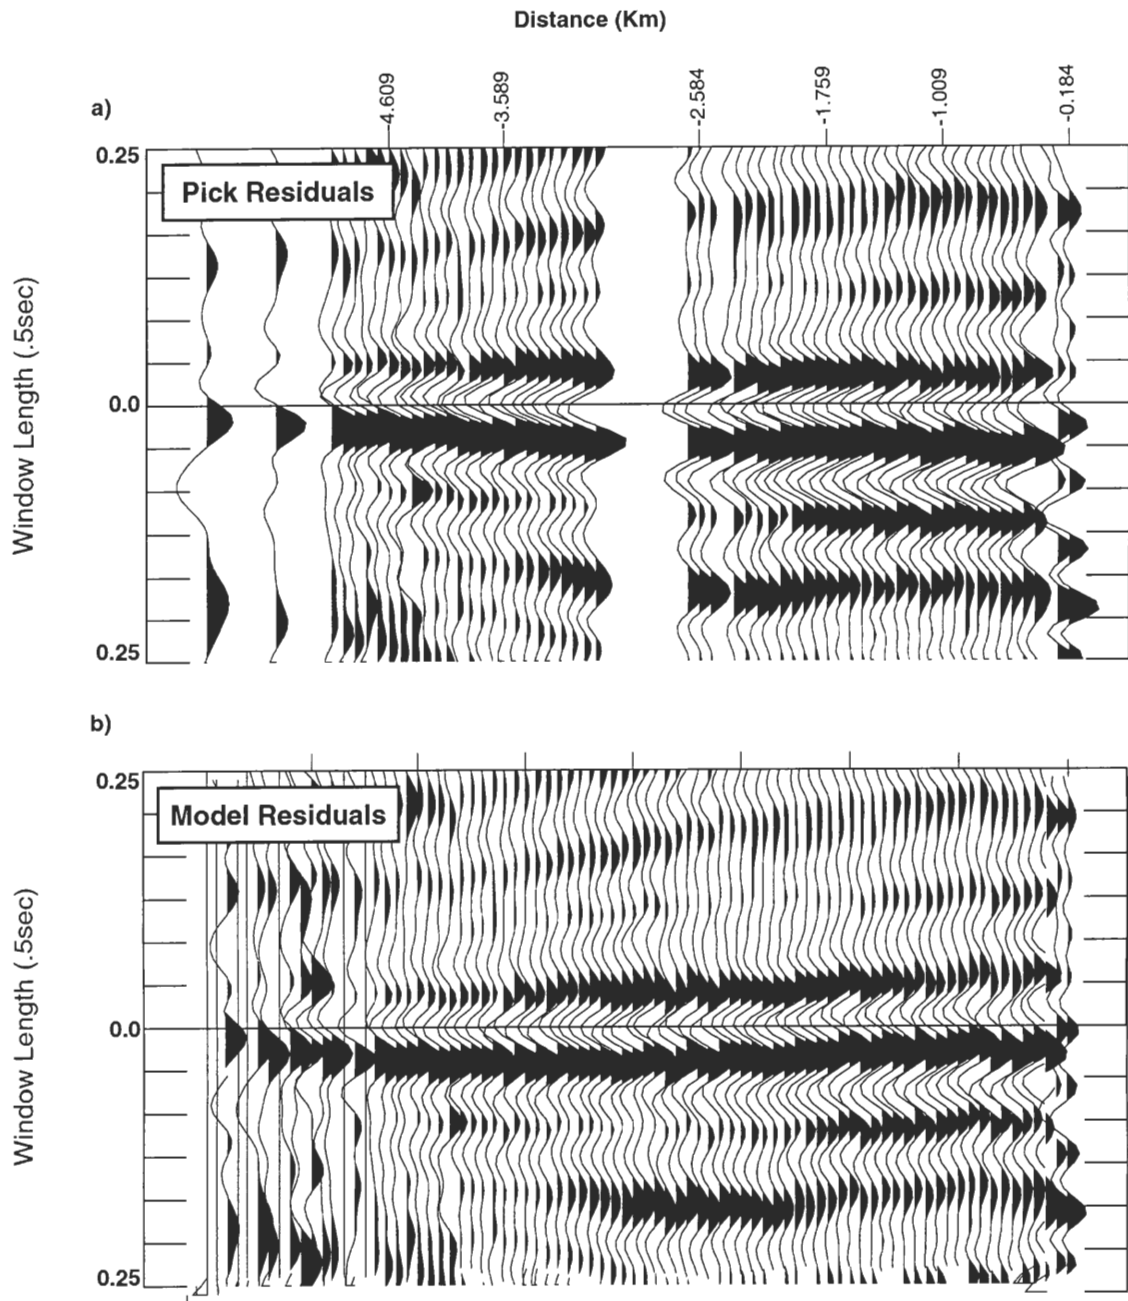 Distance (Km)
-4.609
-3.589
-2.584
-1.759
-1.009
-0.184
a)
0.25
Pick Residuals
0.0
0.25
Window Length (.5sec)
b)
0.25
Model Residuals
0.0
0.25
Window Length (.5sec)